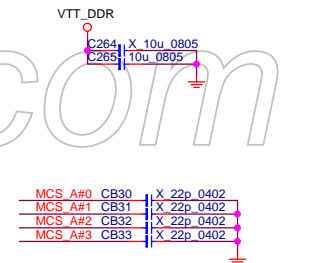 VTT_DDR
C264 X_10u_0805
C265 10u_0805
com
MCS_A#0 CB30 X_22p_0402
MCS_A#1 CB31 X_22p_0402
MCS_A#2 CB32 X_22p_0402
MCS_A#3 CB33 X_22p_0402